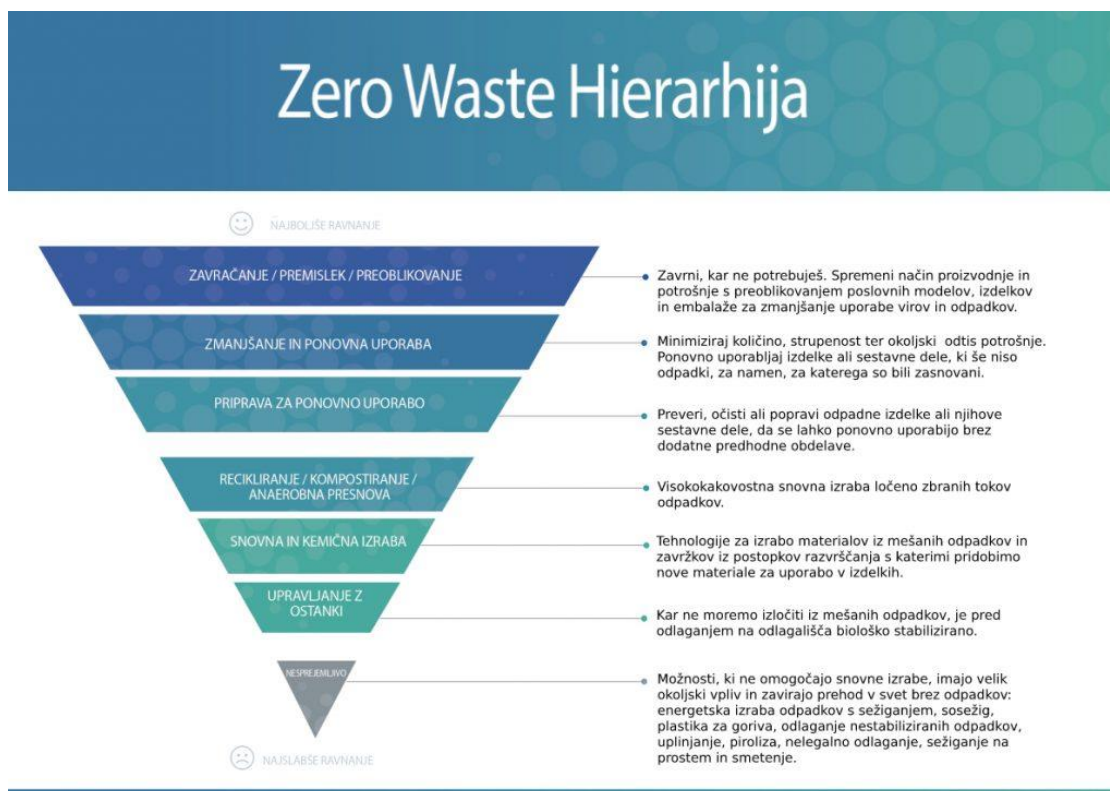 Zero Waste Hierarhija
NAJBOLJŠE RAVNANJE
ZAVRAČANJE / PREMISLEK / PREOBLIKOVANJE
Zavrni, kar ne potrebuješ. Spremeni način proizvodnje in
potrošnje s preoblikovanjem poslovnih modelov, izdelkov
in embalaže za zmanjšanje uporabe virov in odpadkov.
ZMANJŠANJE IN PONOVNA UPORABA
Minimiziraj količino, strupenost ter okoljski odtis potrošnje.
Ponovno uporabljaj izdelke ali sestavne dele, ki še niso
odpadki, za namen, za katerega so bili zasnovani.
PRIPRAVA ZA PONOVNO UPORABO
Preveri, očisti ali popravi odpadne izdelke ali njihove
sestavne dele, da se lahko ponovno uporabijo brez
dodatne predhodne obdelave.
RECIKLIRANJE / KOMPOSTIRANJE /
ANAEROBNA PRESNOVA
Visokokakovostna snovna izraba ločeno zbranih tokov
odpadkov.
SNOVNA IN KEMIČNA IZRABA
Tehnologije za izrabo materialov iz mešanih odpadkov in
zavržkov iz postopkov razvrščanja s katerimi pridobimo
nove materiale za uporabo v izdelkih.
UPRAVLJANJE Z
OSTANKI
Kar ne moremo izločiti iz mešanih odpadkov, je pred
odlaganjem na odlagališča biološko stabilizirano.
NESPREJEMLJIVO
Možnosti, ki ne omogočajo snovne izrabe, imajo velik
okoljski vpliv in zavirajo prehod v svet brez odpadkov:
energetska izraba odpadkov s sežiganjem, sosežig,
plastika za goriva, odlaganje nestabiliziranih odpadkov,
uplinjanje, piroliza, nelegalno odlaganje, sežiganje na
prostem in smetenje.
NAJSLABŠE RAVNANJE